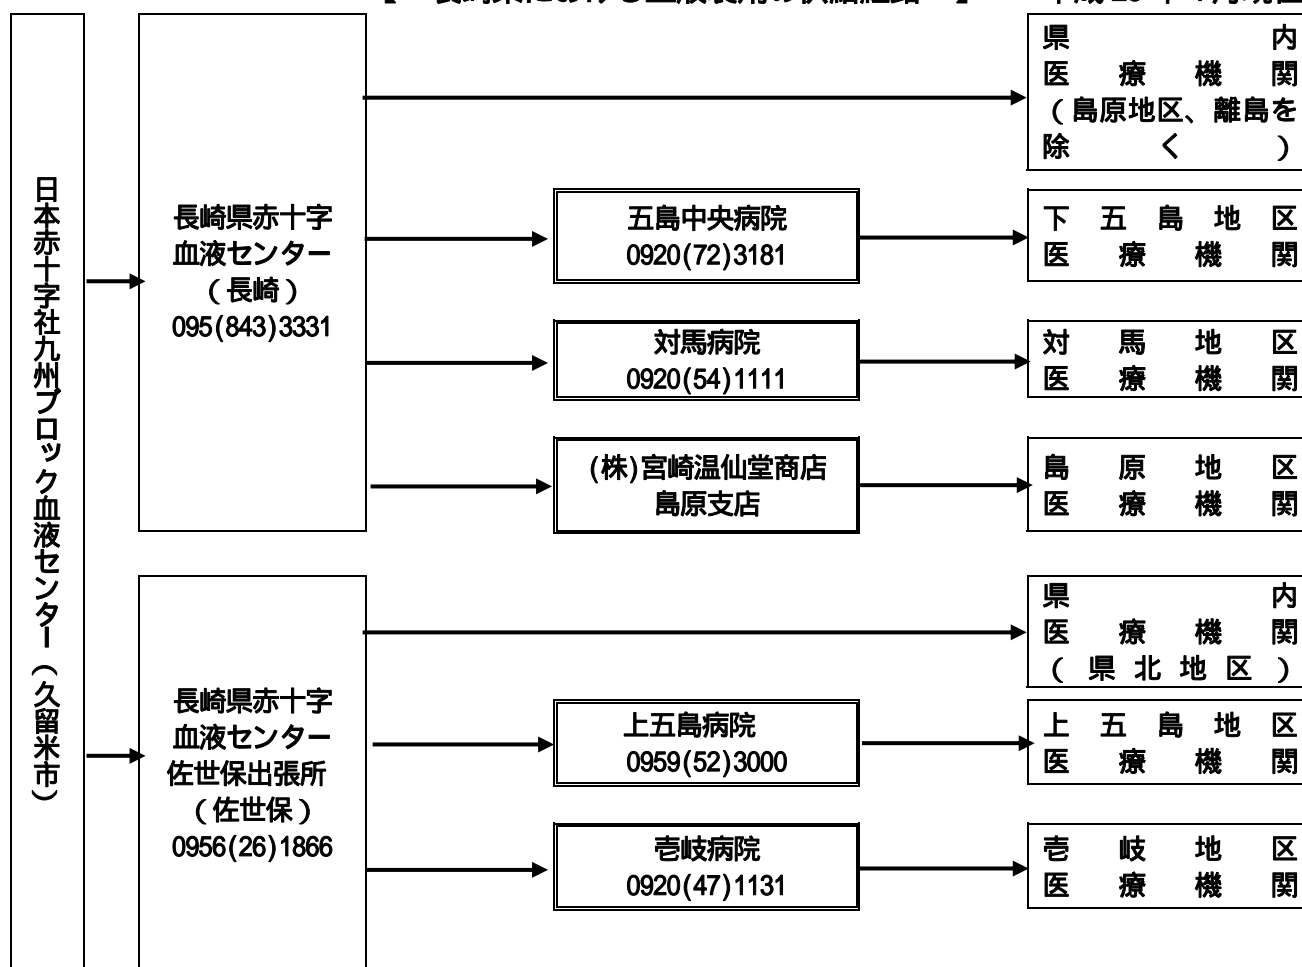 県内
医療機関
（島原地区、離島を
除く）
日本赤十字社九州ブロック血液センター（久留米市）
長崎県赤十字
血液センター
（長崎）
095(843)3331
五島中央病院
0920(72)3181
下五島地区
医療機関
対馬病院
0920(54)1111
対馬地区
医療機関
(株)宮崎温仙堂商店
島原支店
島原地区
医療機関
長崎県赤十字
血液センター
佐世保出張所
（佐世保）
0956(26)1866
県内
医療機関
（県北地区）
上五島病院
0959(52)3000
上五島地区
医療機関
壱岐病院
0920(47)1131
壱岐地区
医療機関